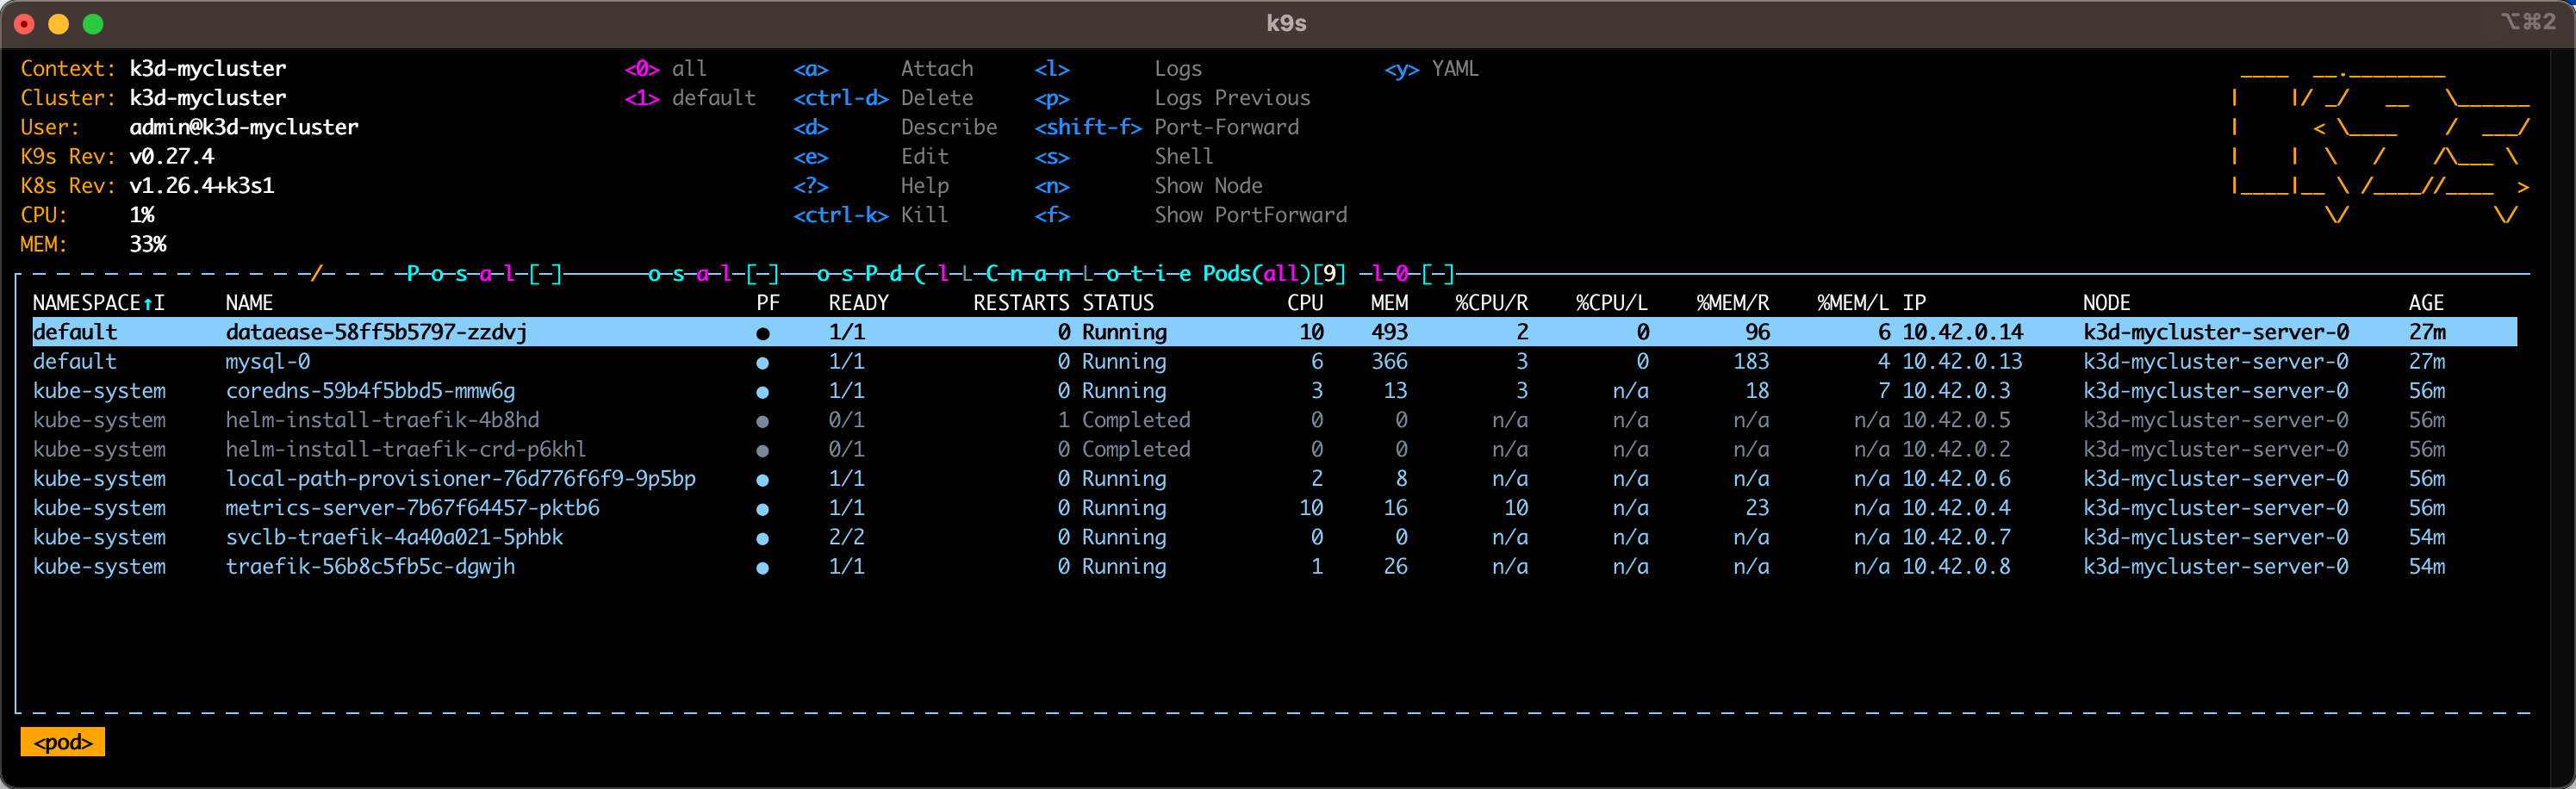 k9s ⌥⌘2
Context: k3d-mycluster <0> all <a> Attach <l> Logs <y> YAML
Cluster: k3d-mycluster <1> default <ctrl-d> Delete <p> Logs Previous
User: admin@k3d-mycluster <d> Describe <shift-f> Port-Forward
K9s Rev: v0.27.4 <e> Edit <s> Shell
K8s Rev: v1.26.4+k3s1 <?> Help <n> Show Node
CPU: 1% <ctrl-k> Kill <f> Show PortForward
MEM: 33%
/ P-o-s-a-l-[-] o-s-a-l-[-] o-s-P-d-(-l-L-C-n-a-n-L-o-t-i-e Pods(all)[9] -l-0-[-]
NAMESPACE↑I NAME PF READY RESTARTS STATUS CPU MEM %CPU/R %CPU/L %MEM/R %MEM/L IP NODE AGE
default dataease-58ff5b5797-zzdvj ● 1/1 0 Running 10 493 2 0 96 6 10.42.0.14 k3d-mycluster-server-0 27m
default mysql-0 ● 1/1 0 Running 6 366 3 0 183 4 10.42.0.13 k3d-mycluster-server-0 27m
kube-system coredns-59b4f5bbd5-mmw6g ● 1/1 0 Running 3 13 3 n/a 18 7 10.42.0.3 k3d-mycluster-server-0 56m
kube-system helm-install-traefik-4b8hd ● 0/1 1 Completed 0 0 n/a n/a n/a n/a 10.42.0.5 k3d-mycluster-server-0 56m
kube-system helm-install-traefik-crd-p6khl ● 0/1 0 Completed 0 0 n/a n/a n/a n/a 10.42.0.2 k3d-mycluster-server-0 56m
kube-system local-path-provisioner-76d776f6f9-9p5bp ● 1/1 0 Running 2 8 n/a n/a n/a n/a 10.42.0.6 k3d-mycluster-server-0 56m
kube-system metrics-server-7b67f64457-pktb6 ● 1/1 0 Running 10 16 10 n/a 23 n/a 10.42.0.4 k3d-mycluster-server-0 56m
kube-system svclb-traefik-4a40a021-5phbk ● 2/2 0 Running 0 0 n/a n/a n/a n/a 10.42.0.7 k3d-mycluster-server-0 54m
kube-system traefik-56b8c5fb5c-dgwjh ● 1/1 0 Running 1 26 n/a n/a n/a n/a 10.42.0.8 k3d-mycluster-server-0 54m
<pod>